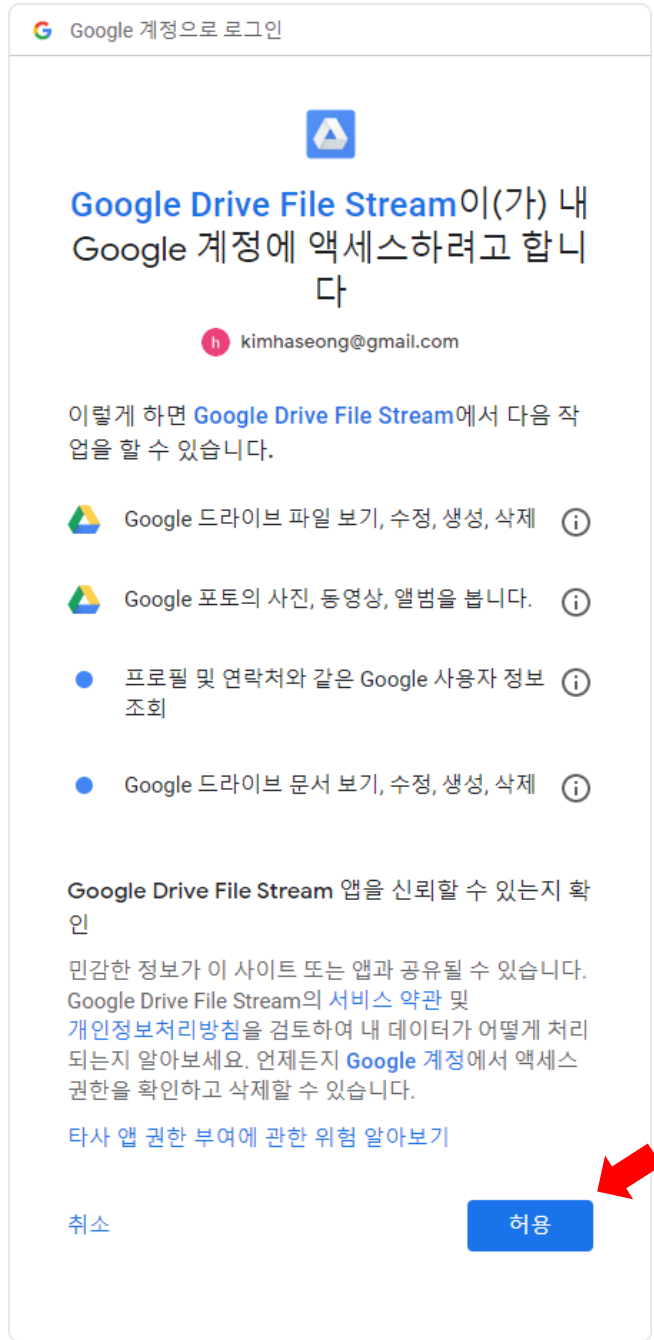 Google 계정으로 로그인
Google Drive File Stream이(가) 내
Google 계정에 액세스하려고 합니
다
h kimhaseong@gmail.com
이렇게 하면 Google Drive File Stream에서 다음 작
업을 할 수 있습니다.
Google 드라이브 파일 보기, 수정, 생성, 삭제
Google 포토의 사진, 동영상, 앨범을 봅니다.
프로필 및 연락처와 같은 Google 사용자 정보
조회
Google 드라이브 문서 보기, 수정, 생성, 삭제
Google Drive File Stream 앱을 신뢰할 수 있는지 확
인
민감한 정보가 이 사이트 또는 앱과 공유될 수 있습니다.
Google Drive File Stream의 서비스 약관 및
개인정보처리방침을 검토하여 내 데이터가 어떻게 처리
되는지 알아보세요. 언제든지 Google 계정에서 액세스
권한을 확인하고 삭제할 수 있습니다.
타사 앱 권한 부여에 관한 위험 알아보기
취소
허용